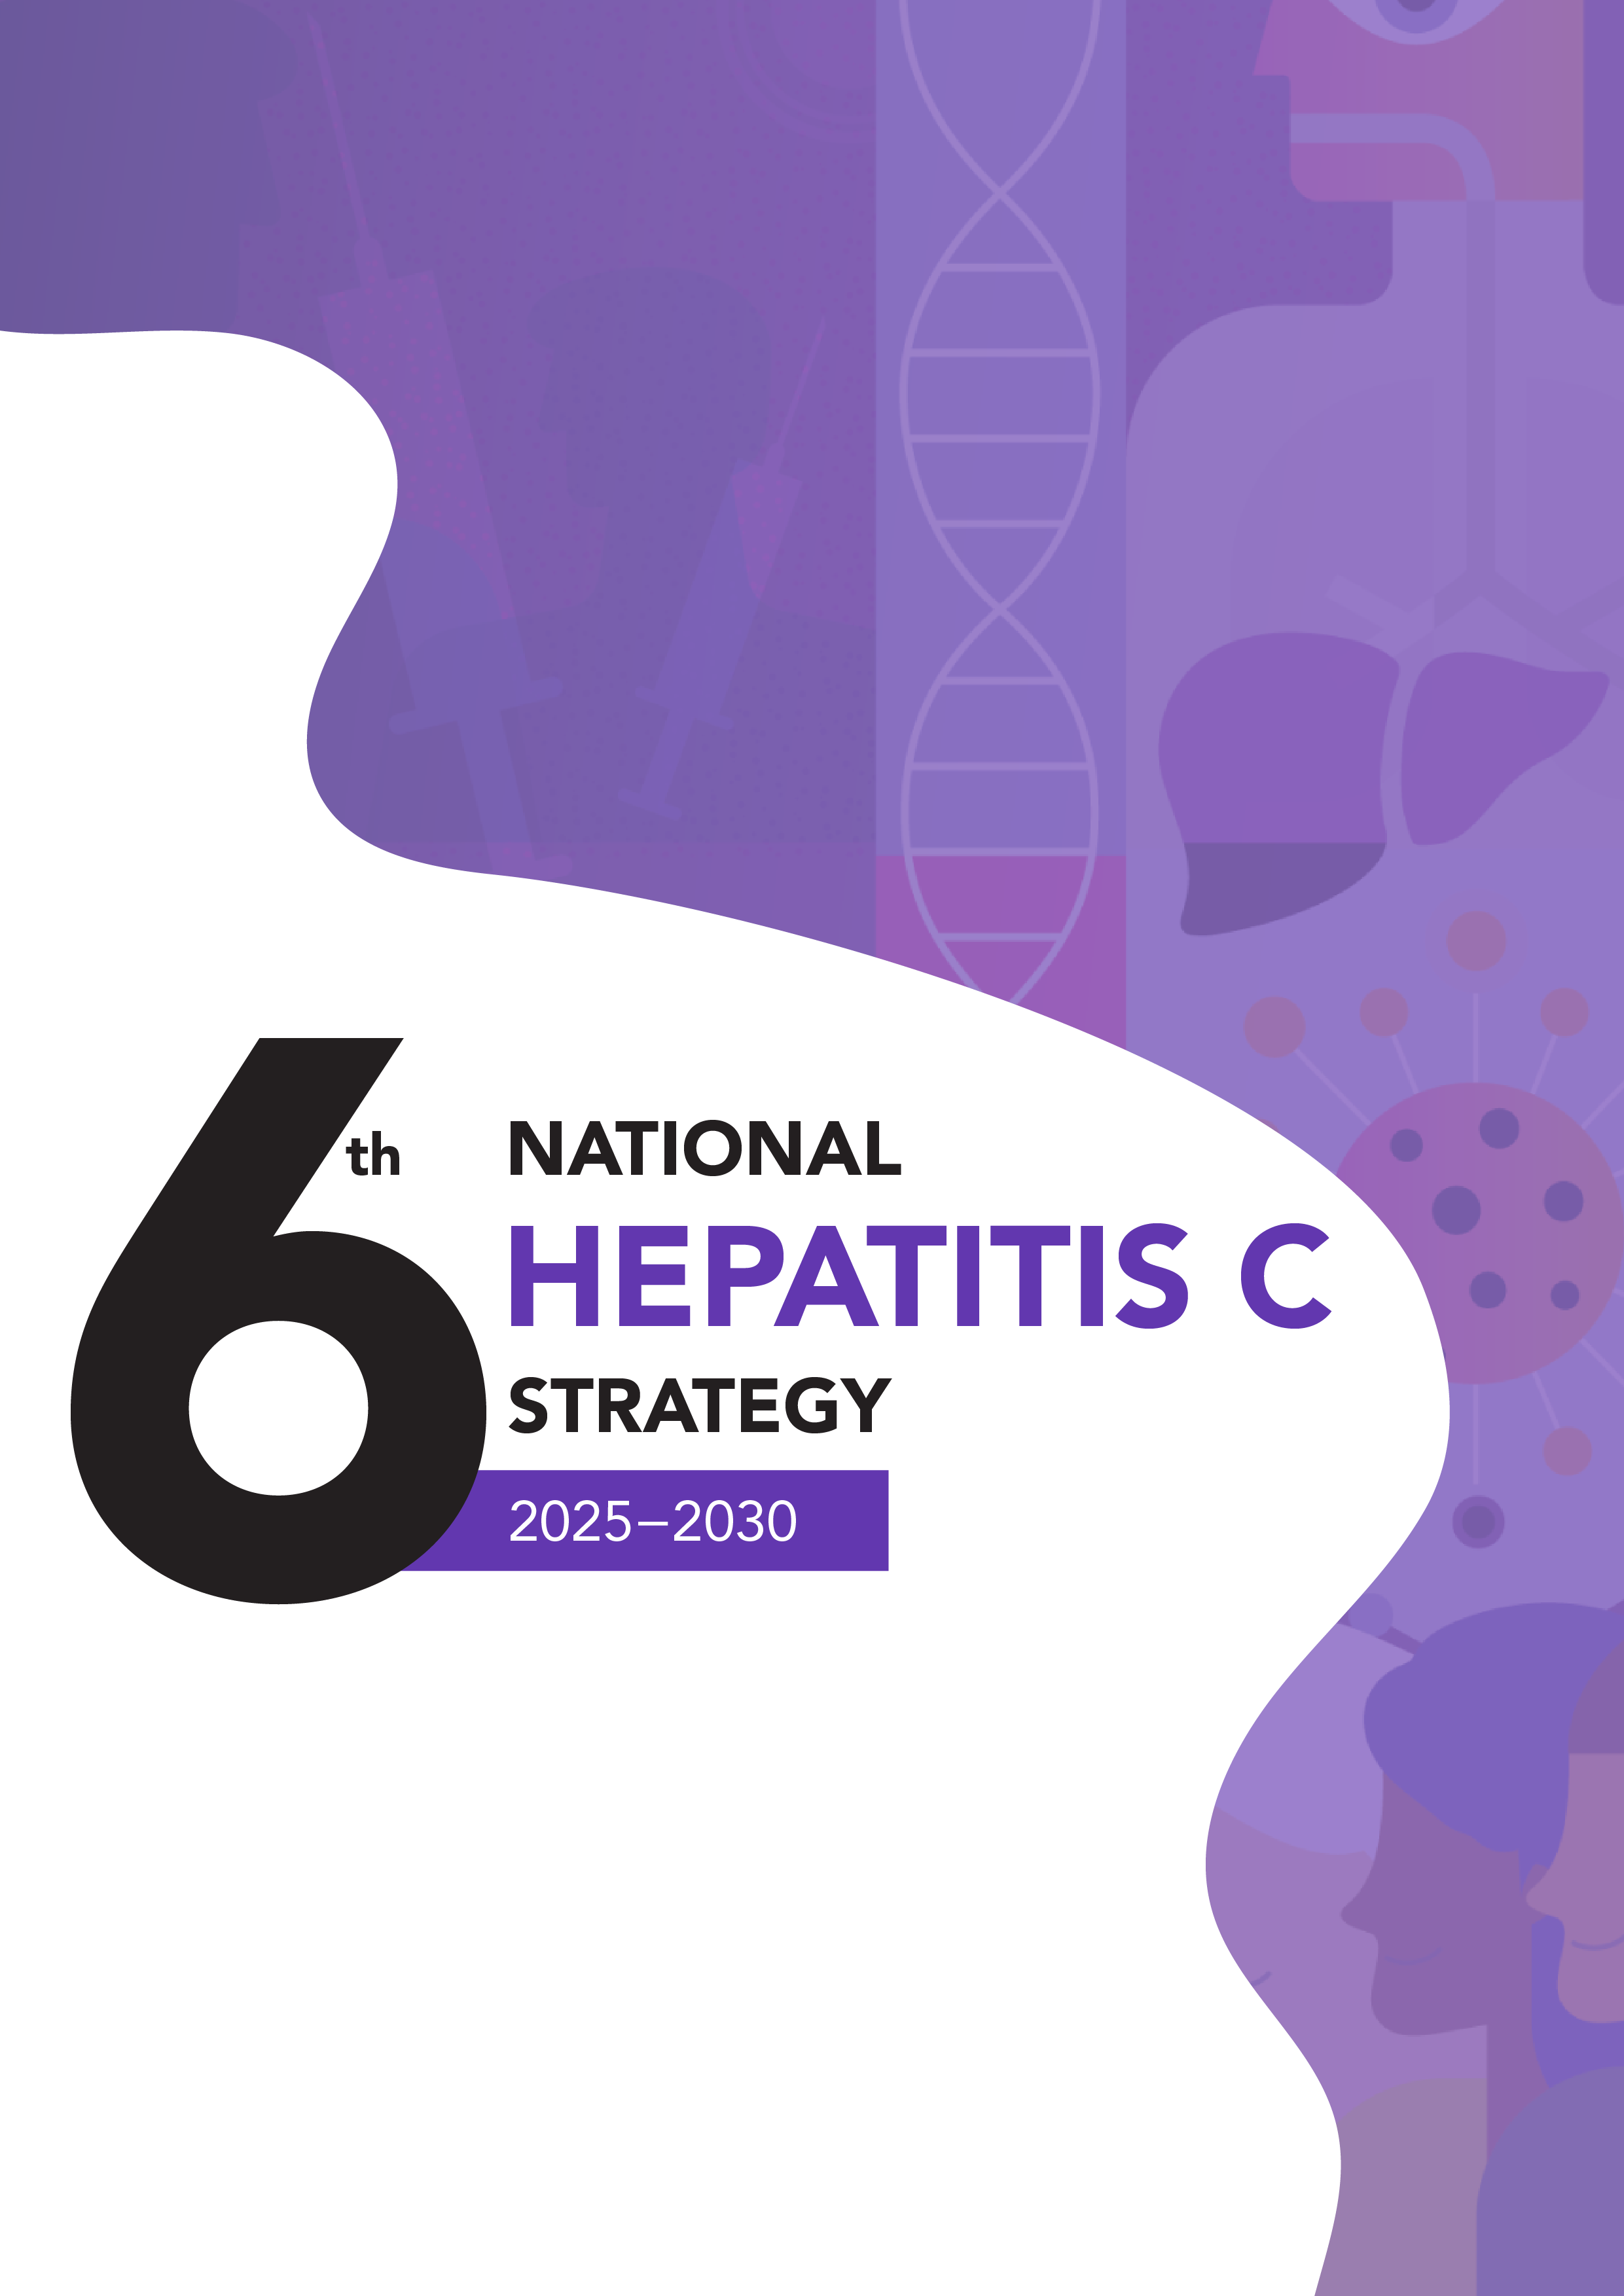 6th
NATIONAL
HEPATITIS C
STRATEGY
2025–2030